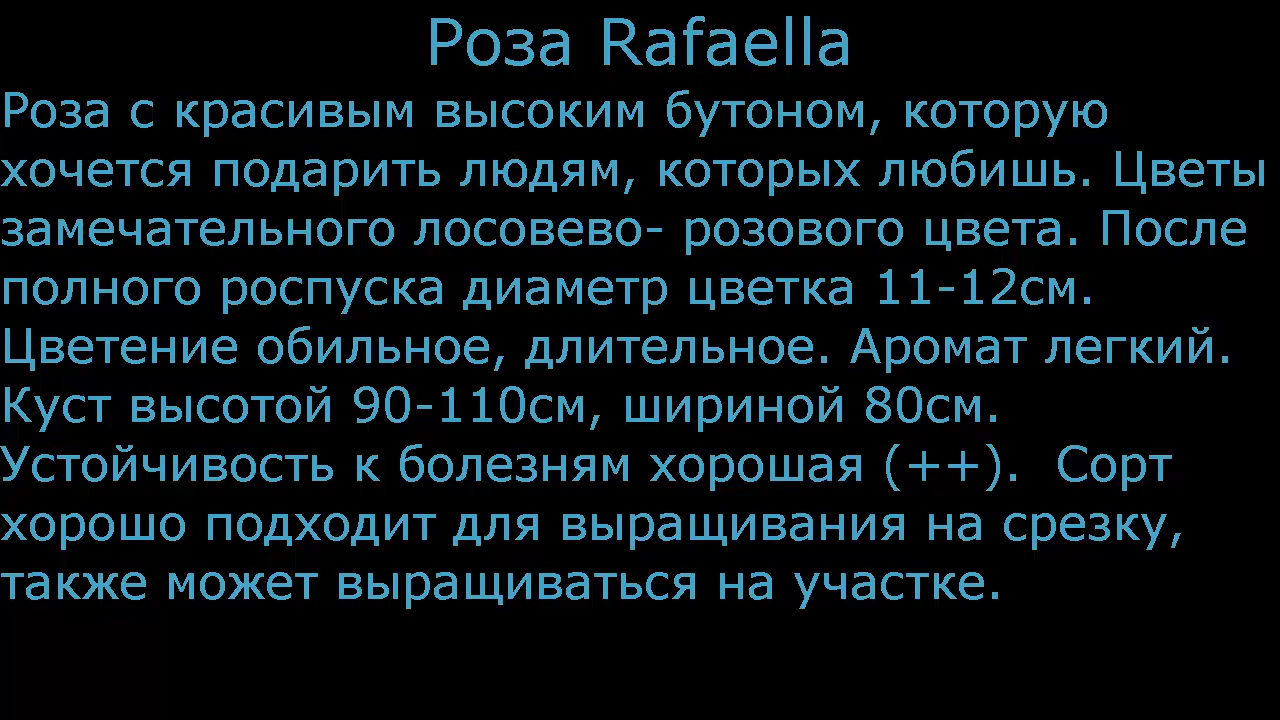 Роза Rafaella
Роза с красивым высоким бутоном, которую
хочется подарить людям, которых любишь. Цветы
замечательного лосовево- розового цвета. После
полного роспуска диаметр цветка 11-12см.
Цветение обильное, длительное. Аромат легкий.
Куст высотой 90-110см, шириной 80см.
Устойчивость к болезням хорошая (++).  Сорт
хорошо подходит для выращивания на срезку,
также может выращиваться на участке.